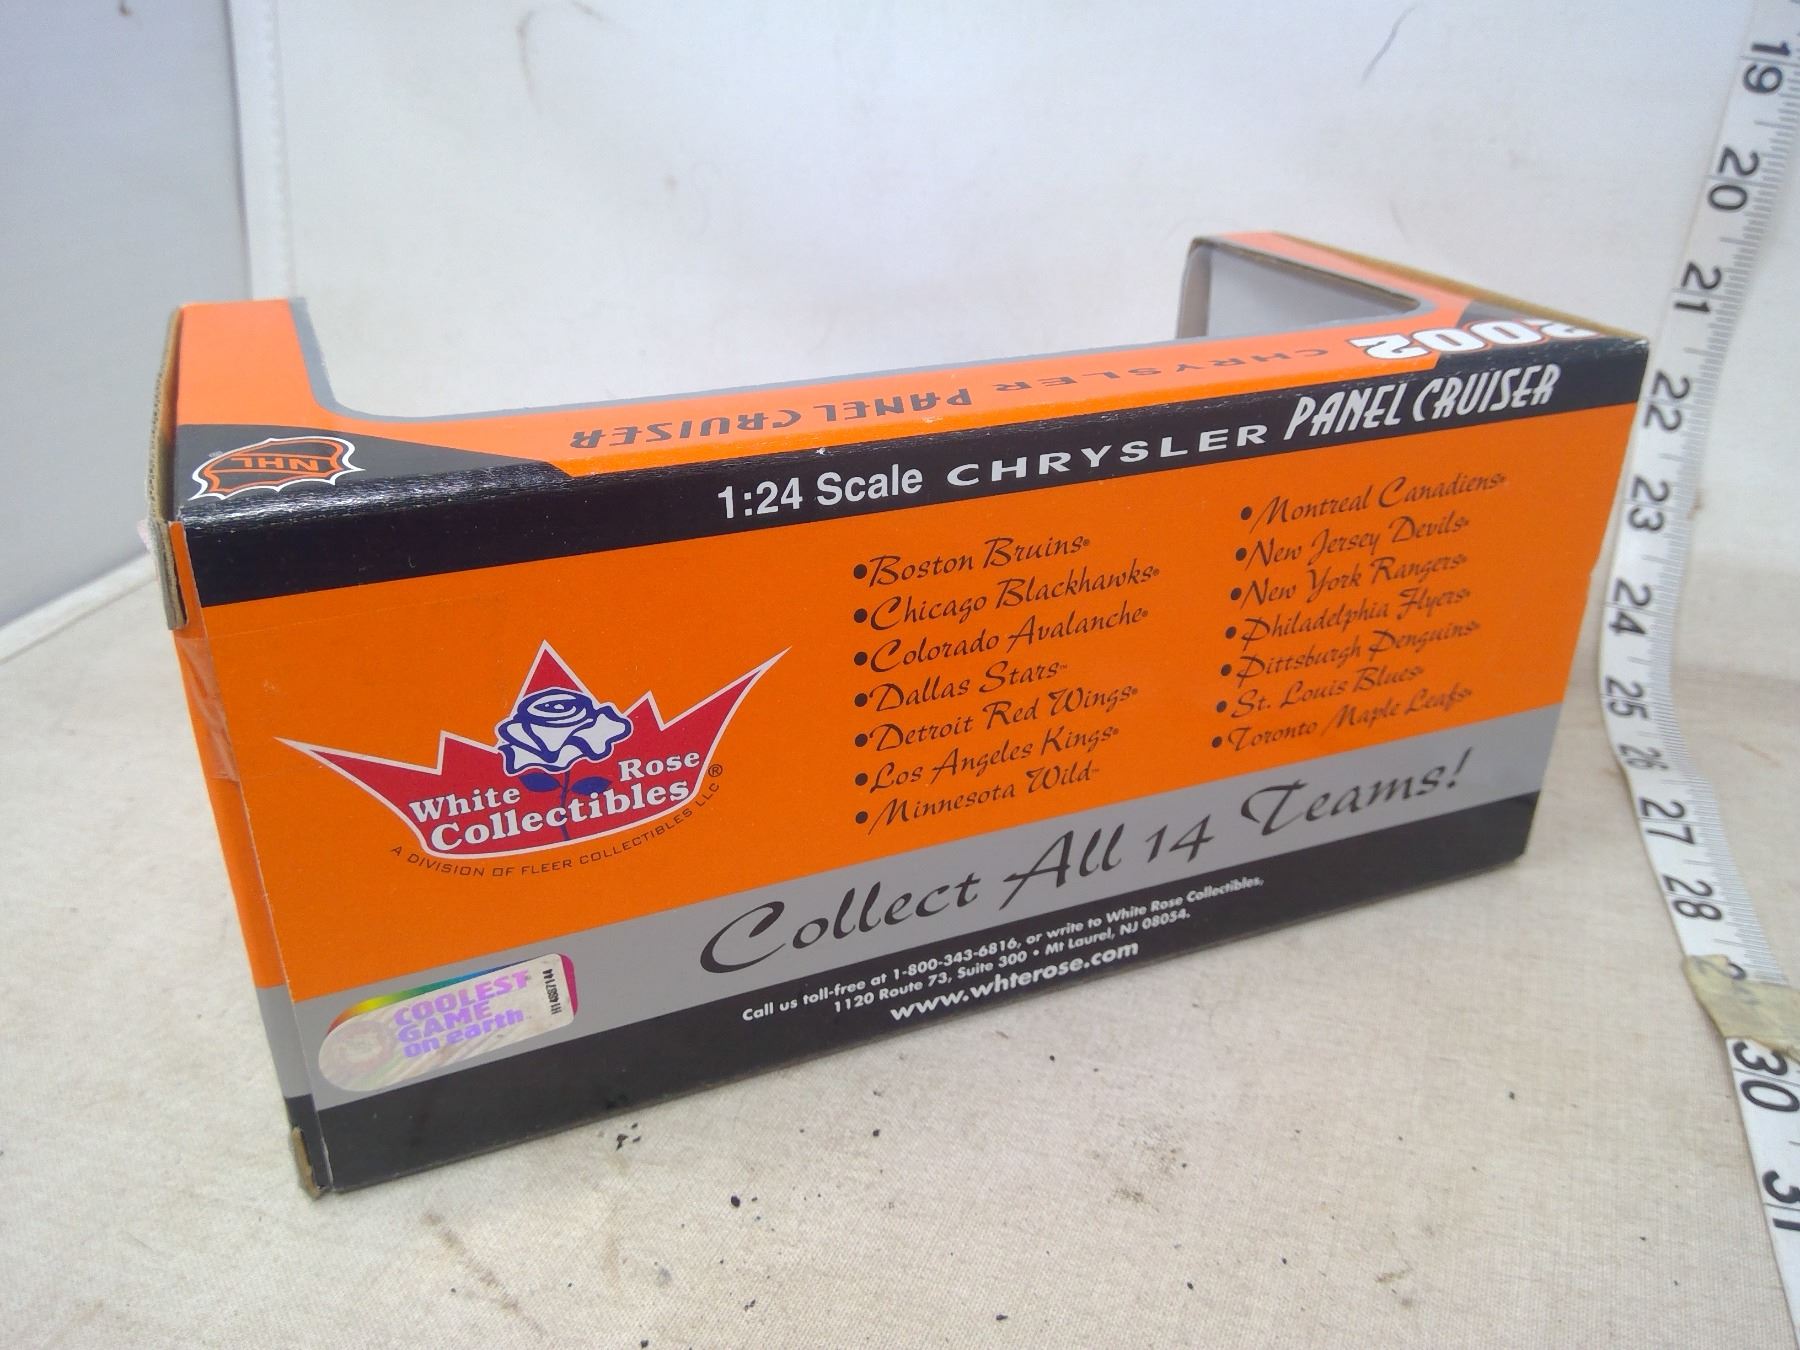 2002
CHRYSLER PANEL CRUISER
NHL
1:24 Scale CHRYSLER PANEL CRUISER
•Boston Bruins®
•Chicago Blackhawks®
•Colorado Avalanche®
•Dallas Stars™
•Detroit Red Wings®
•Los Angeles Kings®
•Minnesota Wild™
•Montreal Canadiens®
•New Jersey Devils®
•New York Rangers®
•Philadelphia Flyers®
•Pittsburgh Penguins®
•St. Louis Blues®
•Toronto Maple Leafs®
White Rose
Collectibles®
A DIVISION OF FLEER COLLECTIBLES LLC
Collect All 14 Teams!
Call us toll-free at 1-800-343-6816, or write to White Rose Collectibles,
1120 Route 73, Suite 300 • Mt Laurel, NJ 08054.
www.whterose.com
COOLEST
GAME
on earth
19
20
21
22
23
24
25
26
27
28
30
31